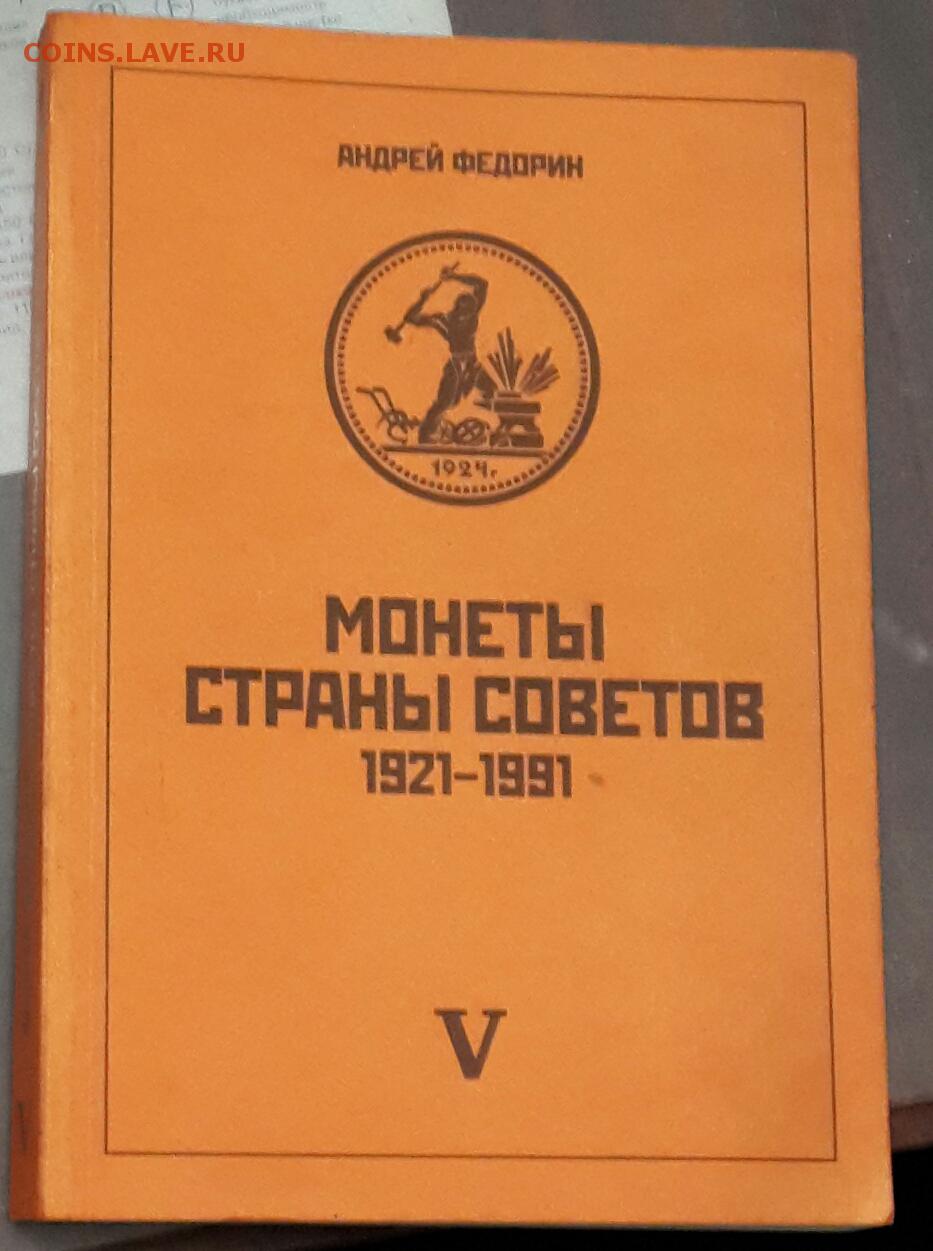 COINS.LAVE.RU
АНДРЕЙ ФЕДОРИН
1924г
МОНЕТЫ
СТРАНЫ СОВЕТОВ
1921–1991
V